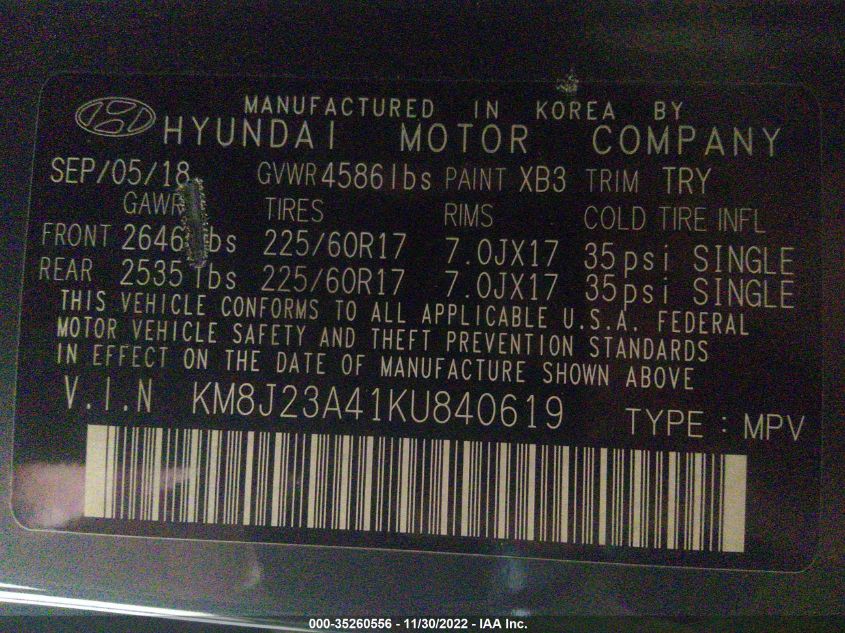 MANUFACTURED IN KOREA BY
HYUNDAI MOTOR COMPANY
SEP/05/18 GVWR 4586lbs PAINT XB3 TRIM TRY
GAWR TIRES RIMS COLD TIRE INFL
FRONT 2646 lbs 225/60R17 7.0JX17 35psi SINGLE
REAR 2535 lbs 225/60R17 7.0JX17 35psi SINGLE
THIS VEHICLE CONFORMS TO ALL APPLICABLE U.S.A. FEDERAL
MOTOR VEHICLE SAFETY AND THEFT PREVENTION STANDARDS
IN EFFECT ON THE DATE OF MANUFACTURE SHOWN ABOVE
V.I.N KM8J23A41KU840619 TYPE : MPV
000-35260556 - 11/30/2022 - IAA Inc.